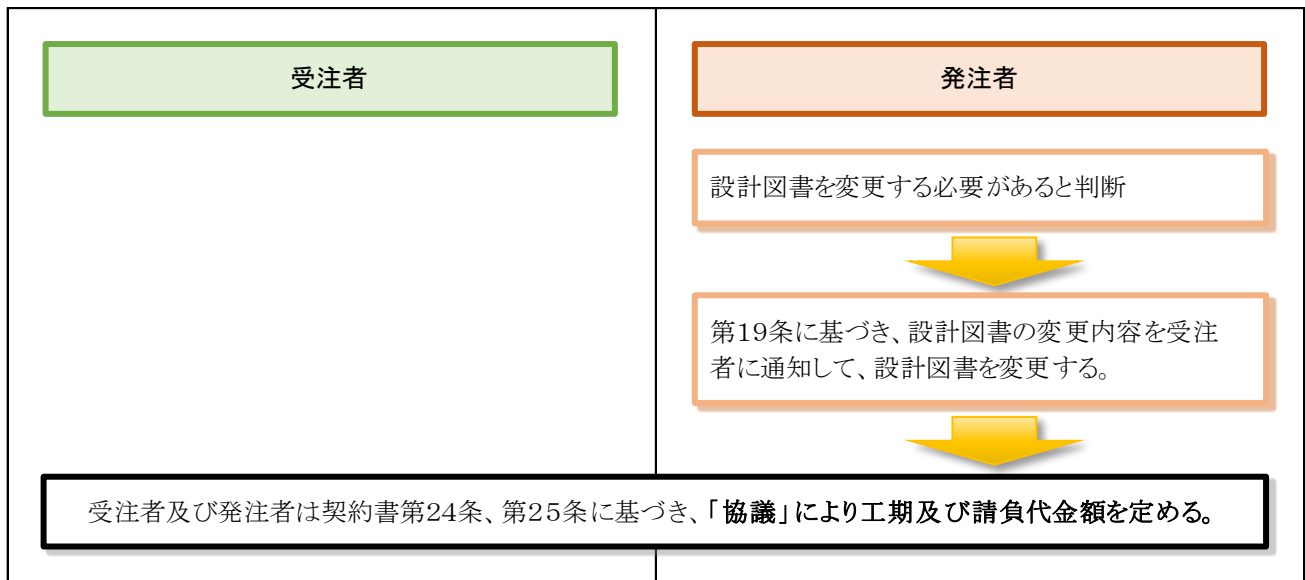 受注者
発注者
設計図書を変更する必要があると判断
第19条に基づき、設計図書の変更内容を受注
者に通知して、設計図書を変更する。
受注者及び発注者は契約書第24条、第25条に基づき、「協議」により工期及び請負代金額を定める。